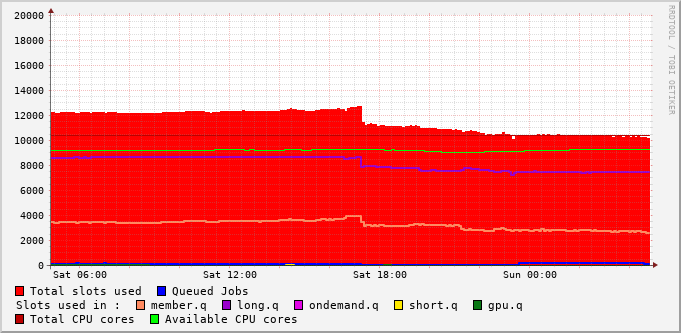 20000
18000
16000
14000
12000
10000
8000
6000
4000
2000
0
Sat 06:00 Sat 12:00 Sat 18:00 Sun 00:00
Total slots used Queued Jobs
Slots used in : member.q long.q ondemand.q short.q gpu.q
Total CPU cores Available CPU cores
RRDTOOL / TOBI OETIKER